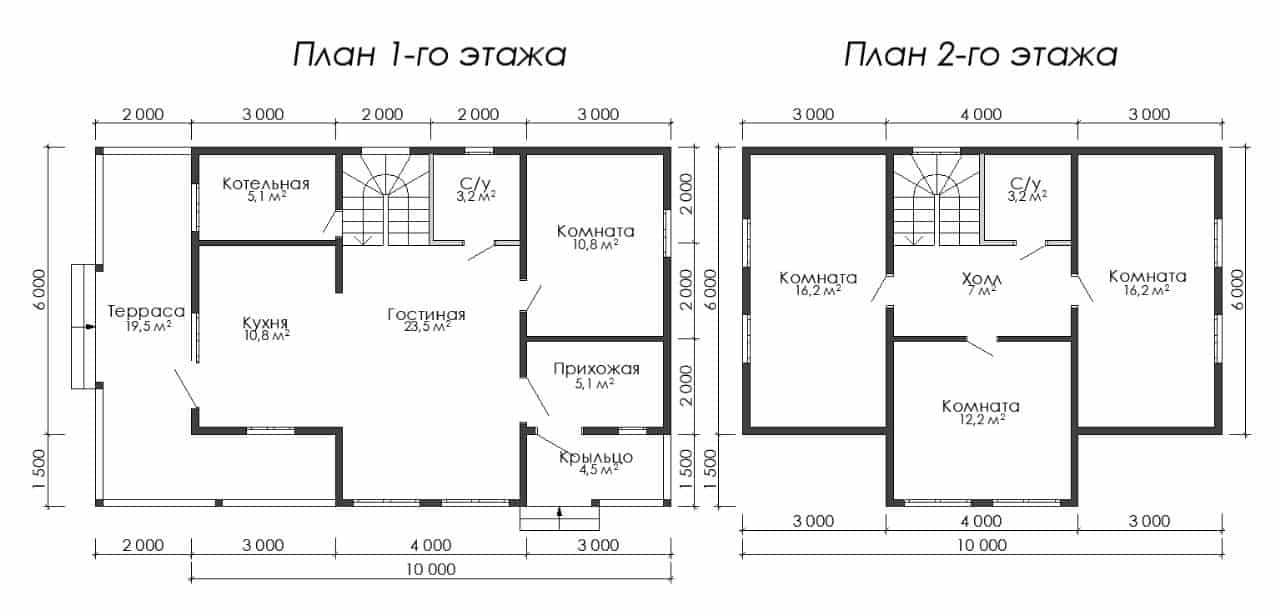 План 1-го этажа
2 000
3 000
2 000
2 000
3 000
Котельная
5,1 м²
С/у
3,2 м²
Комната
10,8 м²
2 000
2 000
2 000
1 500
6 000
1 500
Терраса
19,5 м²
Кухня
10,8 м²
Гостиная
23,5 м²
Прихожая
5,1 м²
Крыльцо
4,5 м²
2 000
3 000
4 000
3 000
10 000
План 2-го этажа
3 000
4 000
3 000
С/у
3,2 м²
Комната
16,2 м²
Холл
7 м²
Комната
16,2 м²
6 000
6 000
1 500
Комната
12,2 м²
3 000
4 000
3 000
10 000